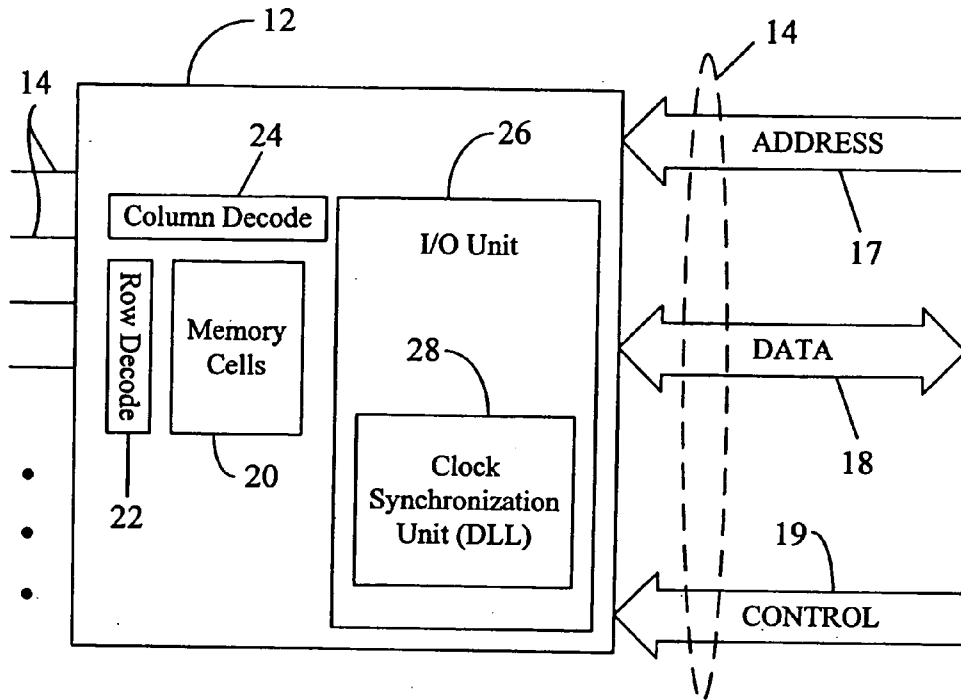 12
14
14
24
26
ADDRESS
Column Decode
I/O Unit
17
Row Decode
Memory
Cells
28
DATA
20
22
Clock
Synchronization
Unit (DLL)
18
19
CONTROL